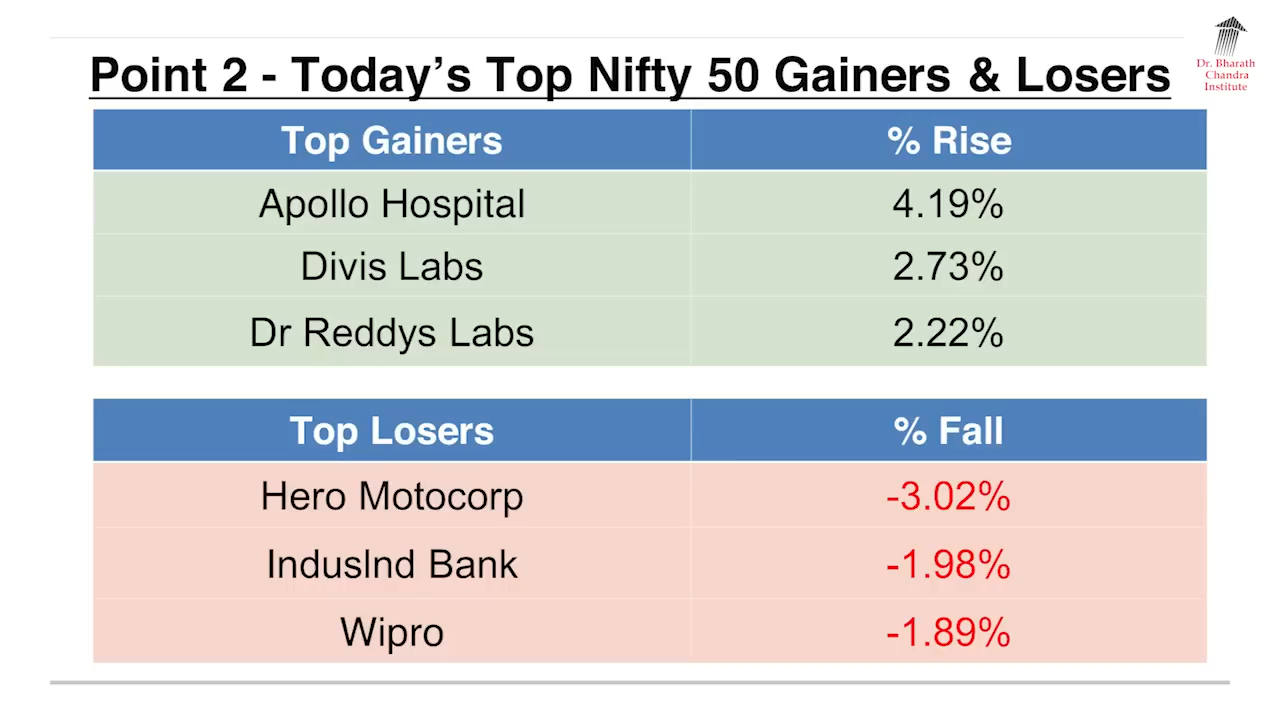 Point 2 - Today's Top Nifty 50 Gainers & Losers
Dr. Bharath
Chandra
Institute
Top Gainers % Rise
Apollo Hospital 4.19%
Divis Labs 2.73%
Dr Reddys Labs 2.22%
Top Losers % Fall
Hero Motocorp -3.02%
IndusInd Bank -1.98%
Wipro -1.89%